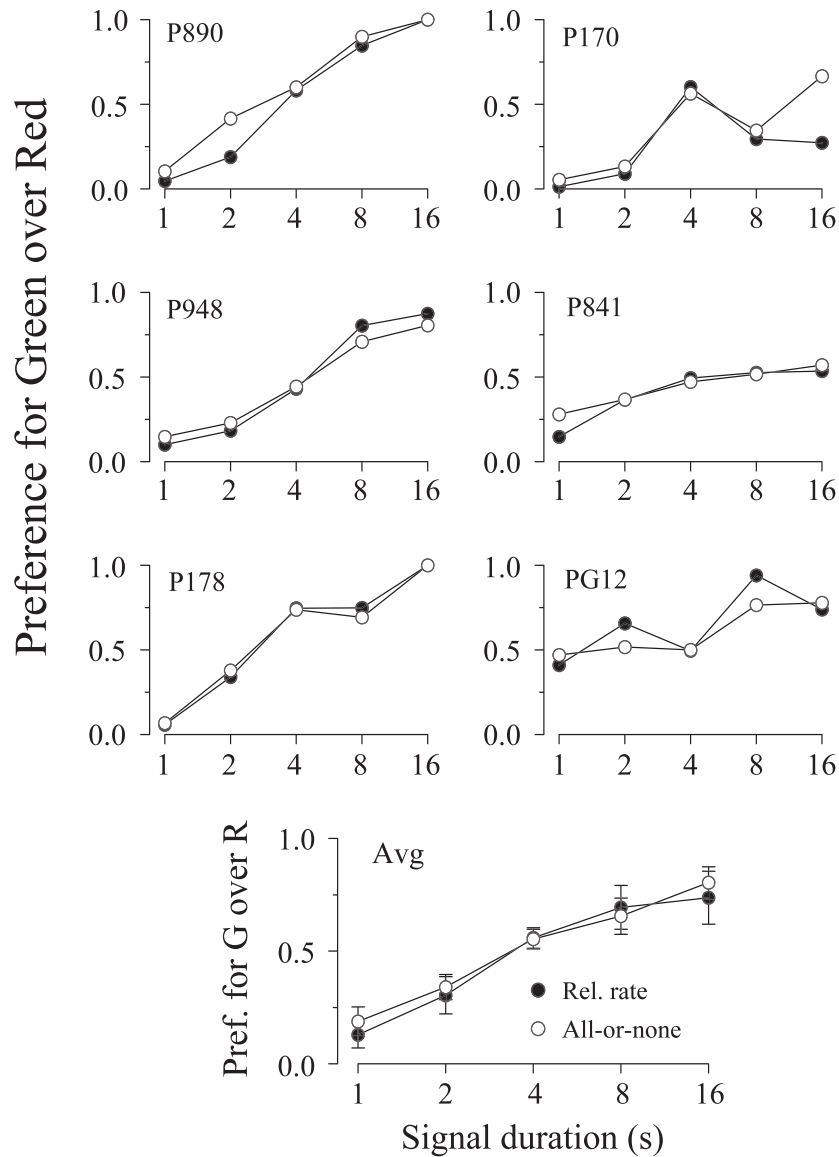 Preference for Green over Red
P890
1.0
0.5
0.0
1 2 4 8 16
P170
1.0
0.5
0.0
1 2 4 8 16
P948
1.0
0.5
0.0
1 2 4 8 16
P841
1.0
0.5
0.0
1 2 4 8 16
P178
1.0
0.5
0.0
1 2 4 8 16
PG12
1.0
0.5
0.0
1 2 4 8 16
Pref. for G over R
Avg
1.0
0.5
0.0
Rel. rate
All-or-none
1 2 4 8 16
Signal duration (s)